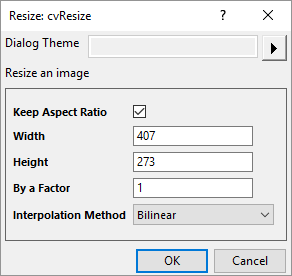 Resize: cvResize
?
Dialog Theme
Resize an image
Keep Aspect Ratio
Width 407
Height 273
By a Factor 1
Interpolation Method Bilinear
OK Cancel